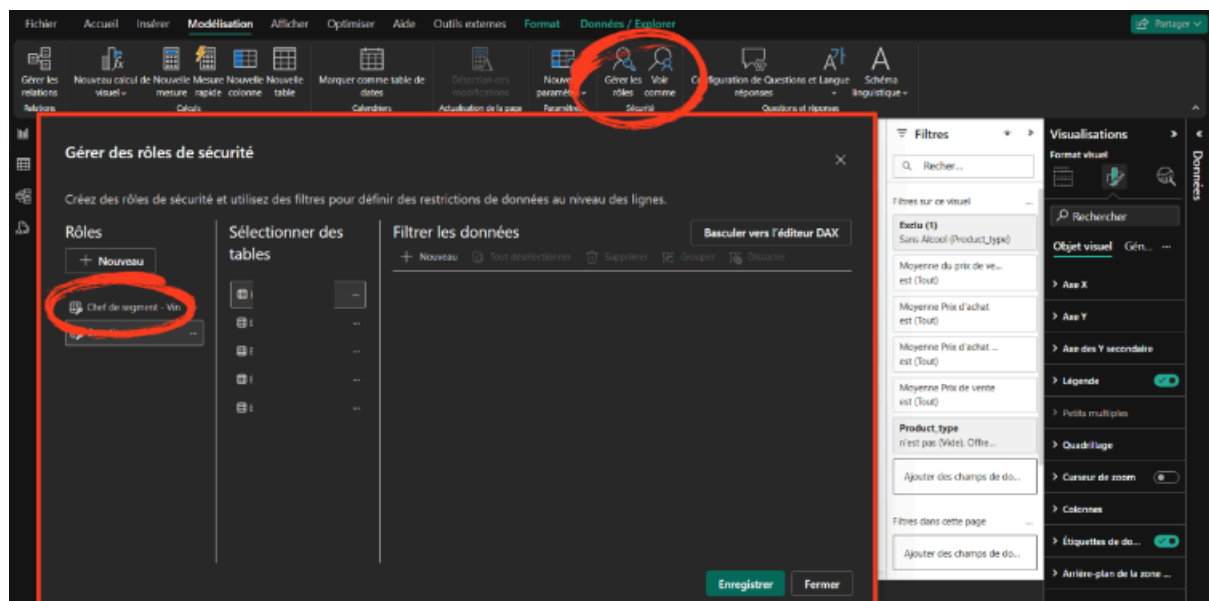 Fichier Accueil Insérer Modélisation Afficher Optimiser Aide Outils externes Format Données / Explorer
Partager
Gérer les relations
Nouveau calcul de visuel
Nouvelle mesure
Mesure rapide
Nouvelle colonne
Nouvelle table
Marquer comme table de dates
Détection des modifications
Gérer les rôles
Voir comme
Configuration de Questions et réponses
Langue
Schéma linguistique
Relations
Calculs
Calendriers
Actualisation de la page
Paramètres
Sécurité
Questions et réponses
Gérer des rôles de sécurité
Créez des rôles de sécurité et utilisez des filtres pour définir des restrictions de données au niveau des lignes.
Rôles
Nouveau
Chef de segment - Vin
Sélectionner des
tables
Filtrer les données
Basculer vers l'éditeur DAX
Nouveau Tout désélectionner Supprimer Grouper Dissocier
Enregistrer
Fermer
Filtres
Recher...
Filtres sur ce visuel
Exclu (1)
Sans Alcool (Product_type)
Moyenne du prix de ve...
est (Tout)
Moyenne Prix d'achat
est (Tout)
Moyenne Prix d'achat ...
est (Tout)
Moyenne Prix de vente
est (Tout)
Product_type
n'est pas (Vide), Offre...
Ajouter des champs de do...
Filtres dans cette page
Ajouter des champs de do...
Visualisations
Format visuel
Rechercher
Objet visuel Gén... ...
Axe X
Axe Y
Axe des Y secondaire
Légende
Petits multiples
Quadrillage
Curseur de zoom
Colonnes
Étiquettes de do...
Arrière-plan de la zone ...
Données